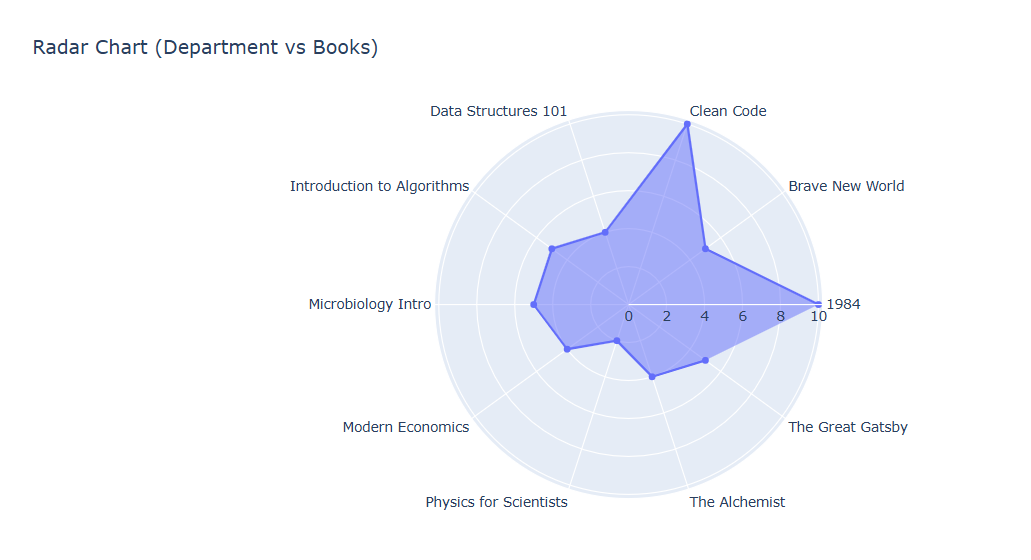 Radar Chart (Department vs Books)
Data Structures 101
Clean Code
Introduction to Algorithms
Brave New World
Microbiology Intro
1984
0 2 4 6 8 10
Modern Economics
The Great Gatsby
Physics for Scientists
The Alchemist